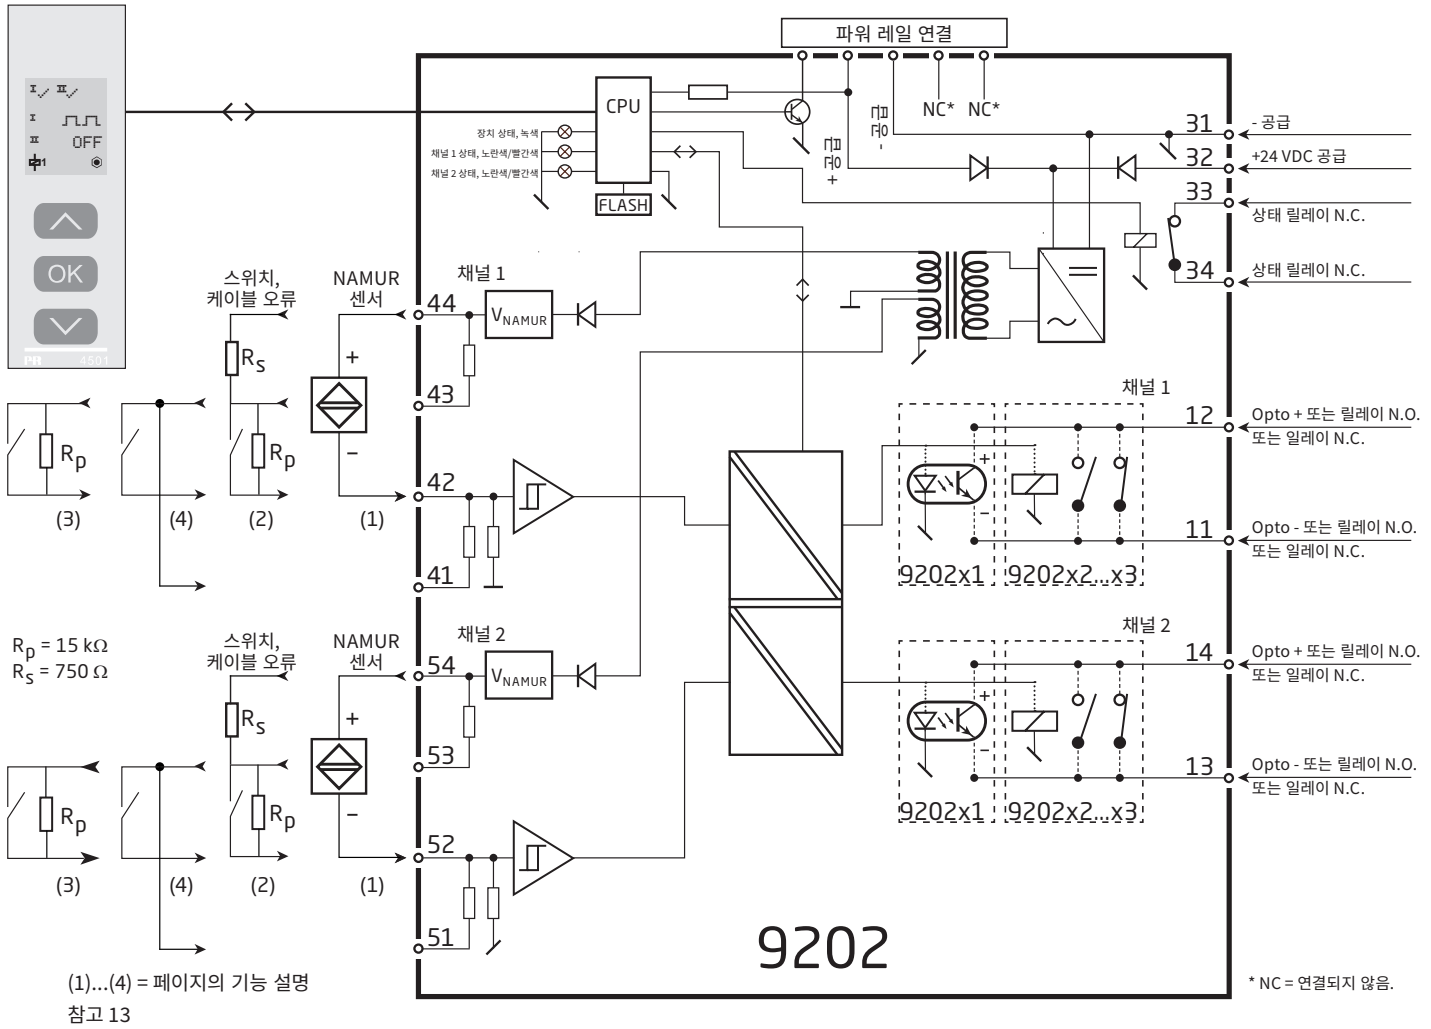 파워 레일 연결
NC*
NC*
공급 -
공급 +
CPU
FLASH
장치 상태, 녹색
채널 1 상태, 노란색/빨간색
채널 2 상태, 노란색/빨간색
I
II
I
II
OFF
1
OK
PR
4501
31
- 공급
32
+24 VDC 공급
33
상태 릴레이 N.C.
34
상태 릴레이 N.C.
스위치,
케이블 오류
NAMUR
센서
채널 1
44
VNAMUR
43
42
41
Rs
Rp
Rp
+
-
(3)
(4)
(2)
(1)
채널 1
12
Opto + 또는 릴레이 N.O.
또는 일레이 N.C.
11
Opto - 또는 릴레이 N.O.
또는 일레이 N.C.
+
-
9202x1
9202x2...x3
Rp = 15 kΩ
Rs = 750 Ω
스위치,
케이블 오류
NAMUR
센서
채널 2
54
VNAMUR
53
52
51
Rs
Rp
Rp
+
-
(3)
(4)
(2)
(1)
채널 2
14
Opto + 또는 릴레이 N.O.
또는 일레이 N.C.
13
Opto - 또는 릴레이 N.O.
또는 일레이 N.C.
+
-
9202x1
9202x2...x3
9202
(1)...(4) = 페이지의 기능 설명
참고 13
* NC = 연결되지 않음.